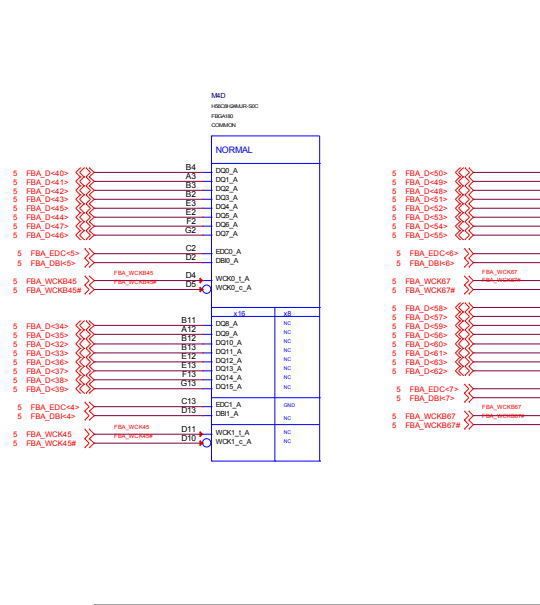 M4D
H56C8H24MJR-S0C
FBGA180
COMMON
NORMAL
5 FBA_D<40> B4 DQ0_A
5 FBA_D<41> A3 DQ1_A
5 FBA_D<42> B3 DQ2_A
5 FBA_D<43> B2 DQ3_A
5 FBA_D<45> E3 DQ4_A
5 FBA_D<44> E2 DQ5_A
5 FBA_D<47> F2 DQ6_A
5 FBA_D<46> G2 DQ7_A
5 FBA_EDC<5> C2 EDC0_A
5 FBA_DBI<5> D2 DBI0_A
5 FBA_WCKB45 FBA_WCKB45 D4 WCK0_t_A
5 FBA_WCKB45# FBA_WCKB45# D5 WCK0_c_A
x16 x8
5 FBA_D<34> B11 DQ8_A NC
5 FBA_D<35> A12 DQ9_A NC
5 FBA_D<32> B12 DQ10_A NC
5 FBA_D<33> B13 DQ11_A NC
5 FBA_D<36> E12 DQ12_A NC
5 FBA_D<37> E13 DQ13_A NC
5 FBA_D<38> F13 DQ14_A NC
5 FBA_D<39> G13 DQ15_A NC
5 FBA_EDC<4> C13 EDC1_A GND
5 FBA_DBI<4> D13 DBI1_A NC
5 FBA_WCK45 FBA_WCK45 D11 WCK1_t_A NC
5 FBA_WCK45# FBA_WCK45# D10 WCK1_c_A NC
5 FBA_D<50>
5 FBA_D<49>
5 FBA_D<48>
5 FBA_D<51>
5 FBA_D<52>
5 FBA_D<53>
5 FBA_D<54>
5 FBA_D<55>
5 FBA_EDC<6>
5 FBA_DBI<6>
5 FBA_WCK67 FBA_WCK67
5 FBA_WCK67# FBA_WCK67#
5 FBA_D<58>
5 FBA_D<57>
5 FBA_D<59>
5 FBA_D<56>
5 FBA_D<60>
5 FBA_D<61>
5 FBA_D<63>
5 FBA_D<62>
5 FBA_EDC<7>
5 FBA_DBI<7>
5 FBA_WCKB67 FBA_WCKB67
5 FBA_WCKB67# FBA_WCKB67#